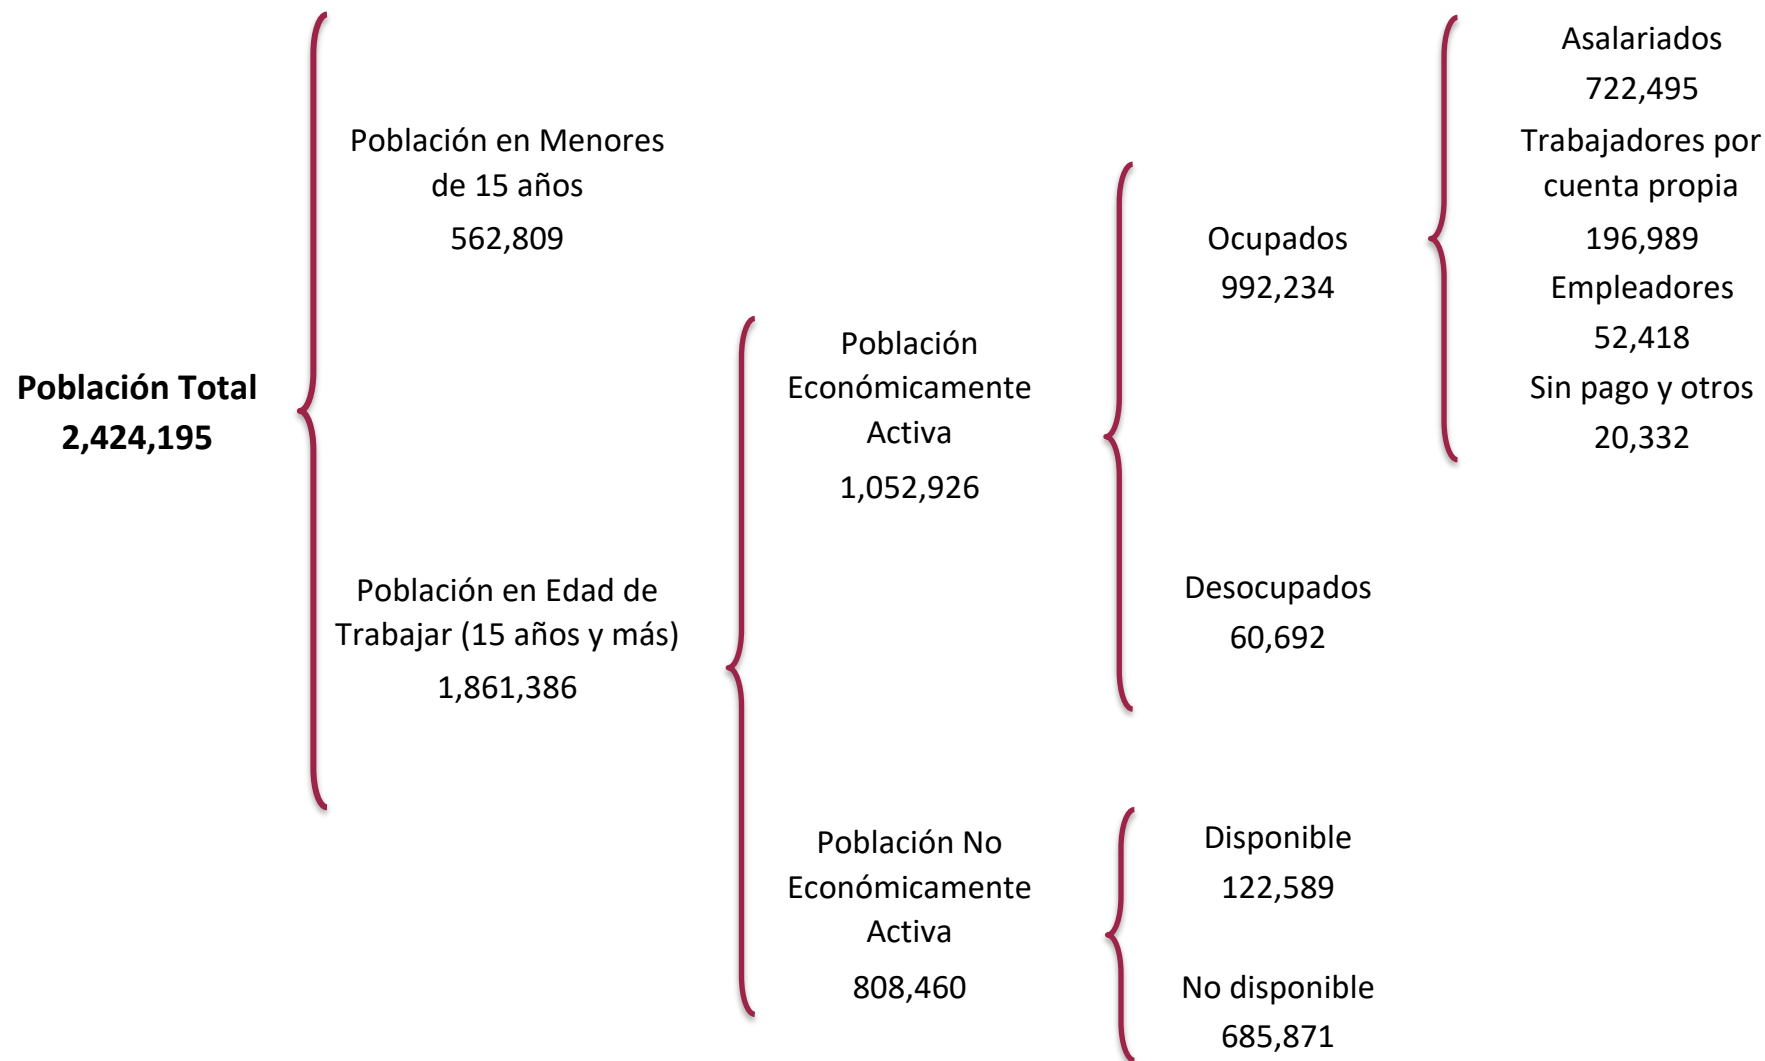 Población Total
2,424,195
Población en Menores
de 15 años
562,809
Población en Edad de
Trabajar (15 años y más)
1,861,386
Población
Económicamente
Activa
1,052,926
Población No
Económicamente
Activa
808,460
Ocupados
992,234
Desocupados
60,692
Disponible
122,589
No disponible
685,871
Asalariados
722,495
Trabajadores por
cuenta propia
196,989
Empleadores
52,418
Sin pago y otros
20,332